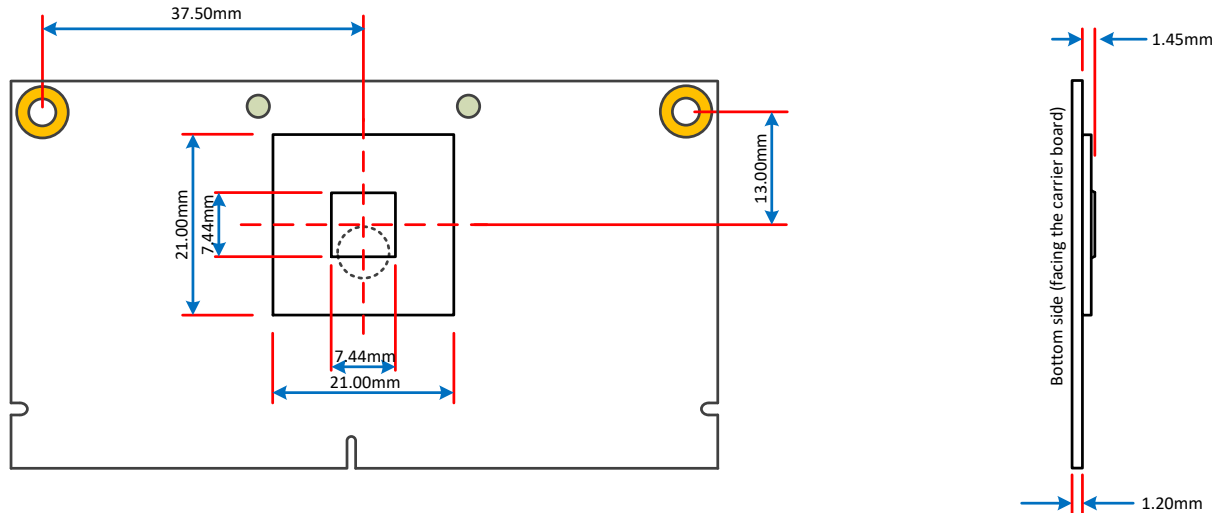 37.50mm
1.45mm
13.00mm
21.00mm
7.44mm
Bottom side (facing the carrier board)
7.44mm
21.00mm
1.20mm